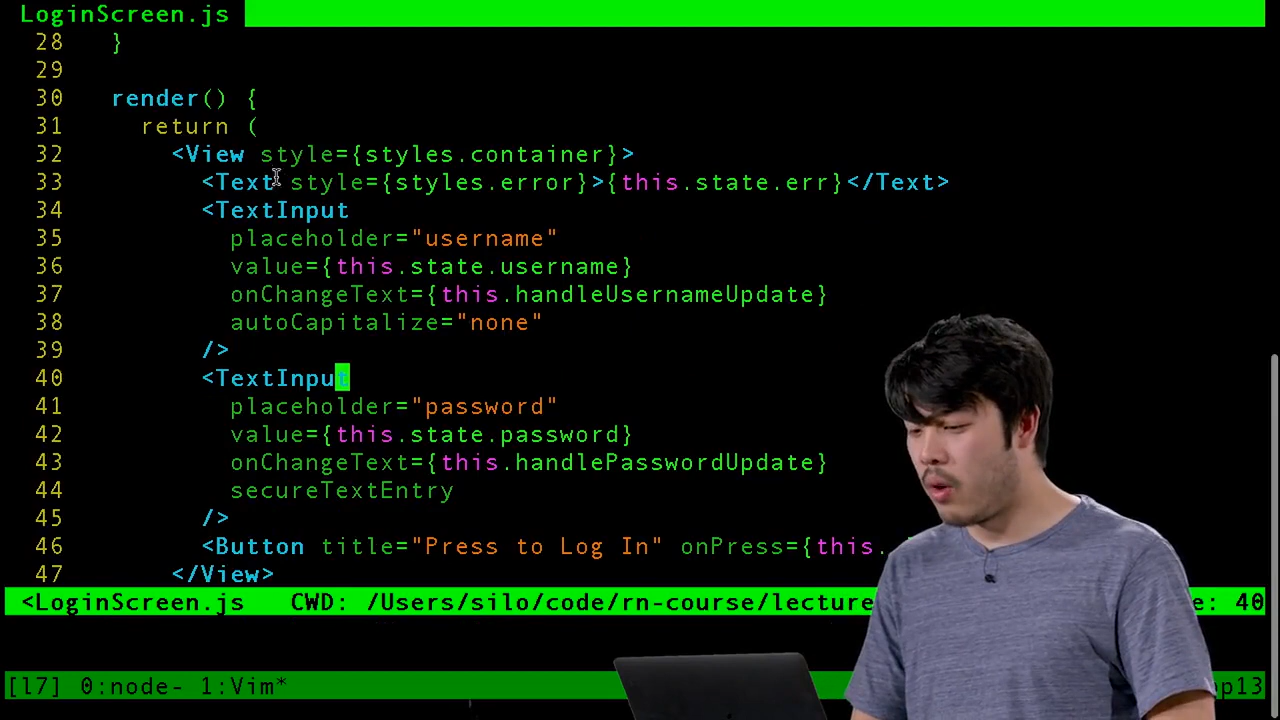 LoginScreen.js
28 }
29
30 render() {
31 return (
32 <View style={styles.container}>
33 <Text style={styles.error}>{this.state.err}</Text>
34 <TextInput
35 placeholder="username"
36 value={this.state.username}
37 onChangeText={this.handleUsernameUpdate}
38 autoCapitalize="none"
39 />
40 <TextInput
41 placeholder="password"
42 value={this.state.password}
43 onChangeText={this.handlePasswordUpdate}
44 secureTextEntry
45 />
46 <Button title="Press to Log In" onPress={this.
47 </View>
<LoginScreen.js CWD: /Users/silo/code/rn-course/lecture e: 40
[l7] 0:node- 1:Vim* p13